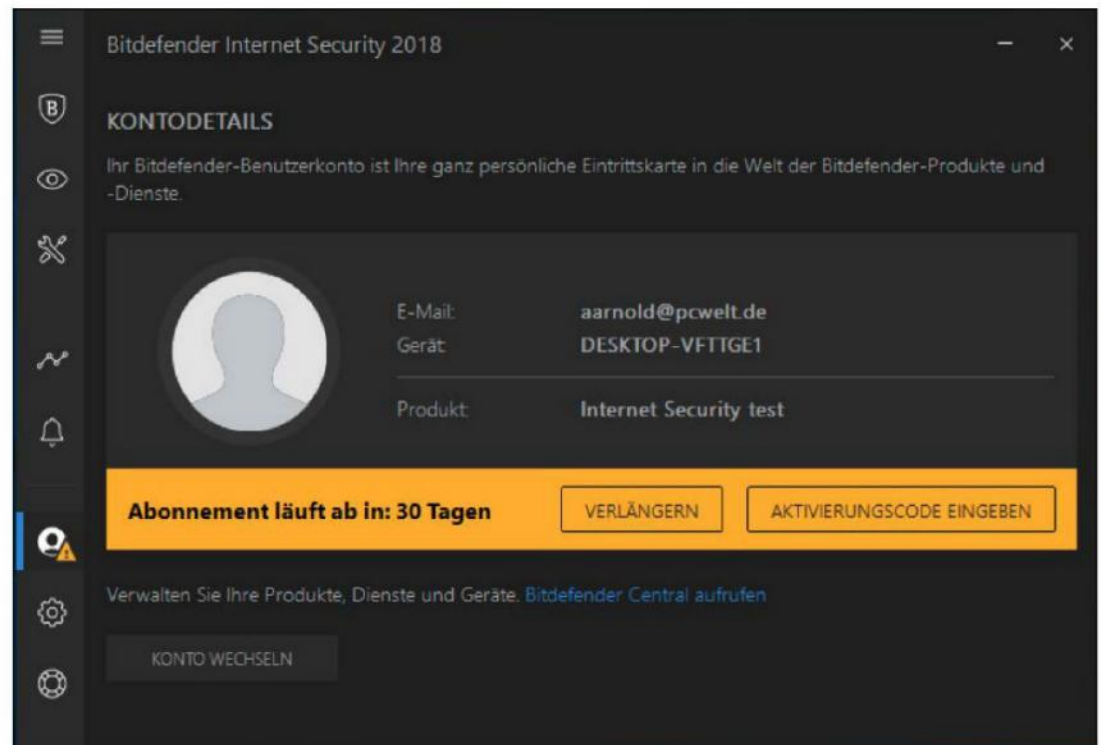 Bitdefender Internet Security 2018
B
KONTODETAILS
Ihr Bitdefender-Benutzerkonto ist Ihre ganz persönliche Eintrittskarte in die Welt der Bitdefender-Produkte und
-Dienste.
E-Mail: aarnold@pcwelt.de
Gerät: DESKTOP-VFTTGE1
Produkt: Internet Security test
Abonnement läuft ab in: 30 Tagen VERLÄNGERN AKTIVIERUNGSCODE EINGEBEN
Verwalten Sie Ihre Produkte, Dienste und Geräte. Bitdefender Central aufrufen
KONTO WECHSELN